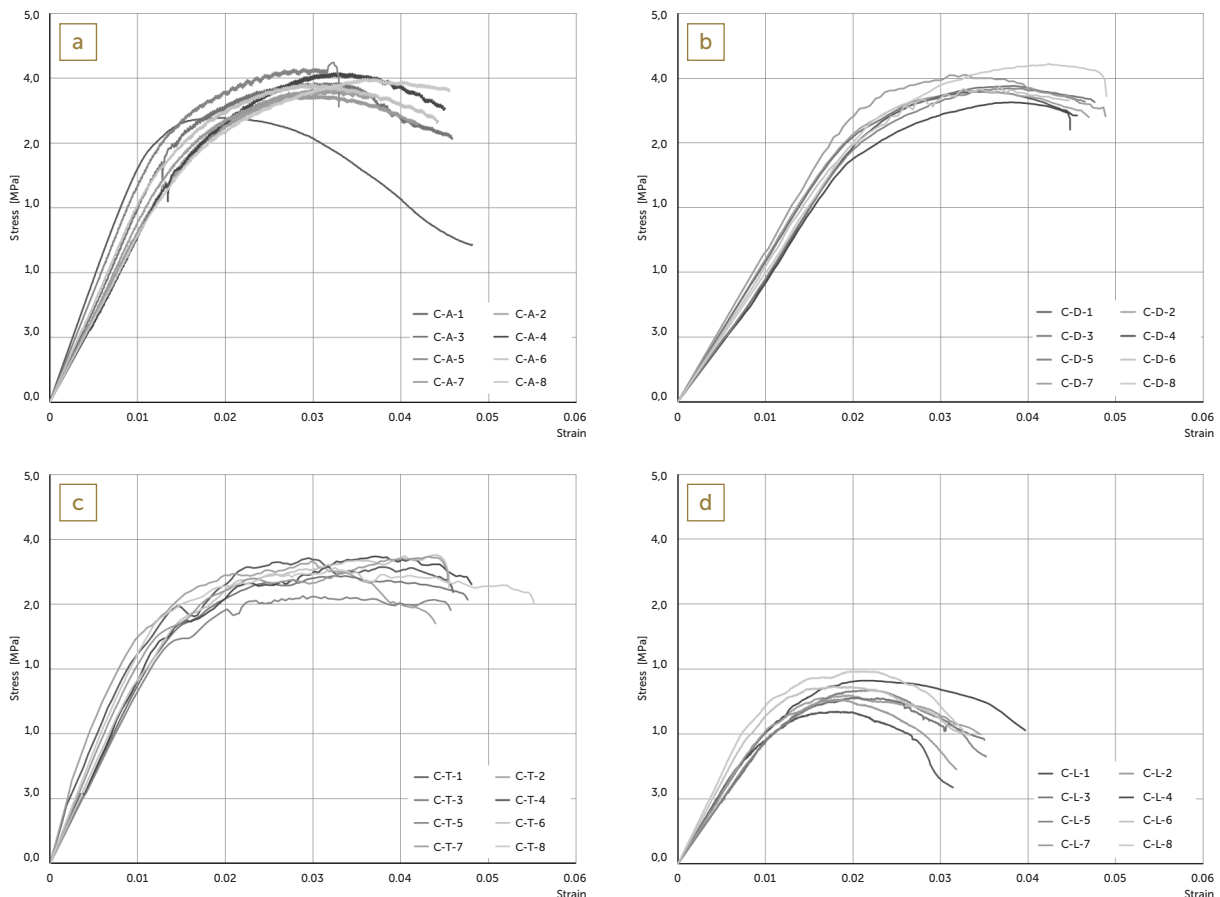 a
5,0
4,0
2,0
1,0
1,0
3,0
0,0
Stress [MPa]
C-A-1 C-A-2
C-A-3 C-A-4
C-A-5 C-A-6
C-A-7 C-A-8
0 0.01 0.02 0.03 0.04 0.05 0.06
Strain
b
5,0
4,0
2,0
1,0
1,0
3,0
0,0
Stress [MPa]
C-D-1 C-D-2
C-D-3 C-D-4
C-D-5 C-D-6
C-D-7 C-D-8
0 0.01 0.02 0.03 0.04 0.05 0.06
Strain
c
5,0
4,0
2,0
1,0
1,0
3,0
0,0
Stress [MPa]
C-T-1 C-T-2
C-T-3 C-T-4
C-T-5 C-T-6
C-T-7 C-T-8
0 0.01 0.02 0.03 0.04 0.05 0.06
Strain
d
5,0
4,0
2,0
1,0
1,0
3,0
0,0
Stress [MPa]
C-L-1 C-L-2
C-L-3 C-L-4
C-L-5 C-L-6
C-L-7 C-L-8
0 0.01 0.02 0.03 0.04 0.05 0.06
Strain